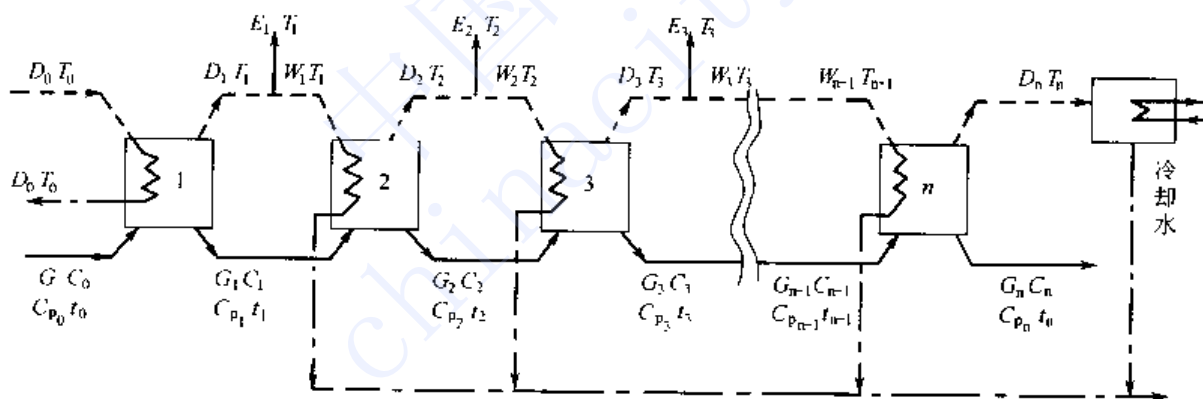 E₁ T₁ E₂ T₂ E₃ T₃
D₀ T₀ D₁ T₁ W₁ T₁ D₂ T₂ W₂ T₂ D₃ T₃ W₃ T₃ Wₙ₋₁ Tₙ₋₁ Dₙ Tₙ
1 2 3 n
D₀ T₀
冷却水
G C₀ G₁ C₁ G₂ C₂ G₃ C₃ Gₙ₋₁ Cₙ₋₁ Gₙ Cₙ
Cp₀ t₀ Cp₁ t₁ Cp₂ t₂ Cp₃ t₃ Cpₙ₋₁ tₙ₋₁ Cpₙ tₙ